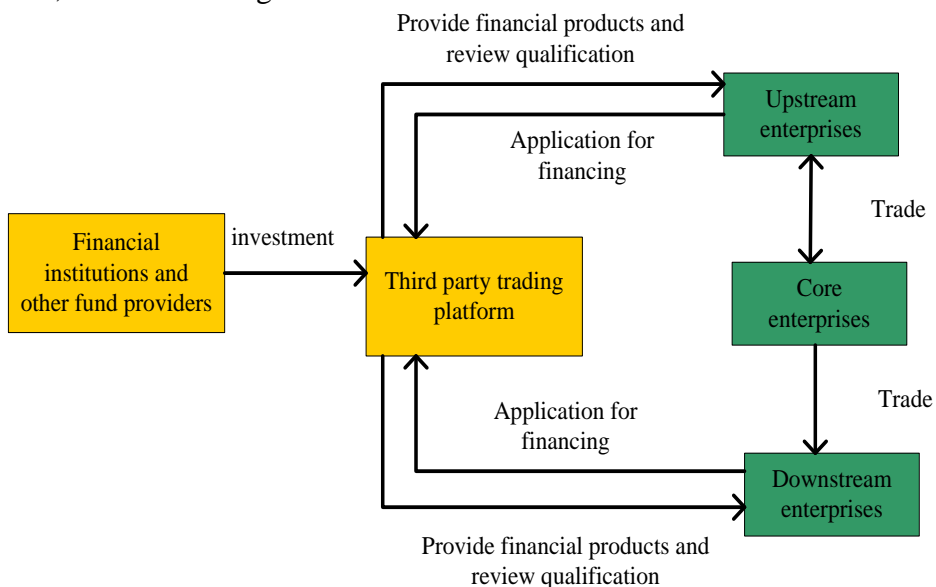 Provide financial products and
review qualification
Upstream
enterprises
Application for
financing
Trade
Financial
institutions and
other fund providers
investment
Third party trading
platform
Core
enterprises
Trade
Application for
financing
Downstream
enterprises
Provide financial products and
review qualification